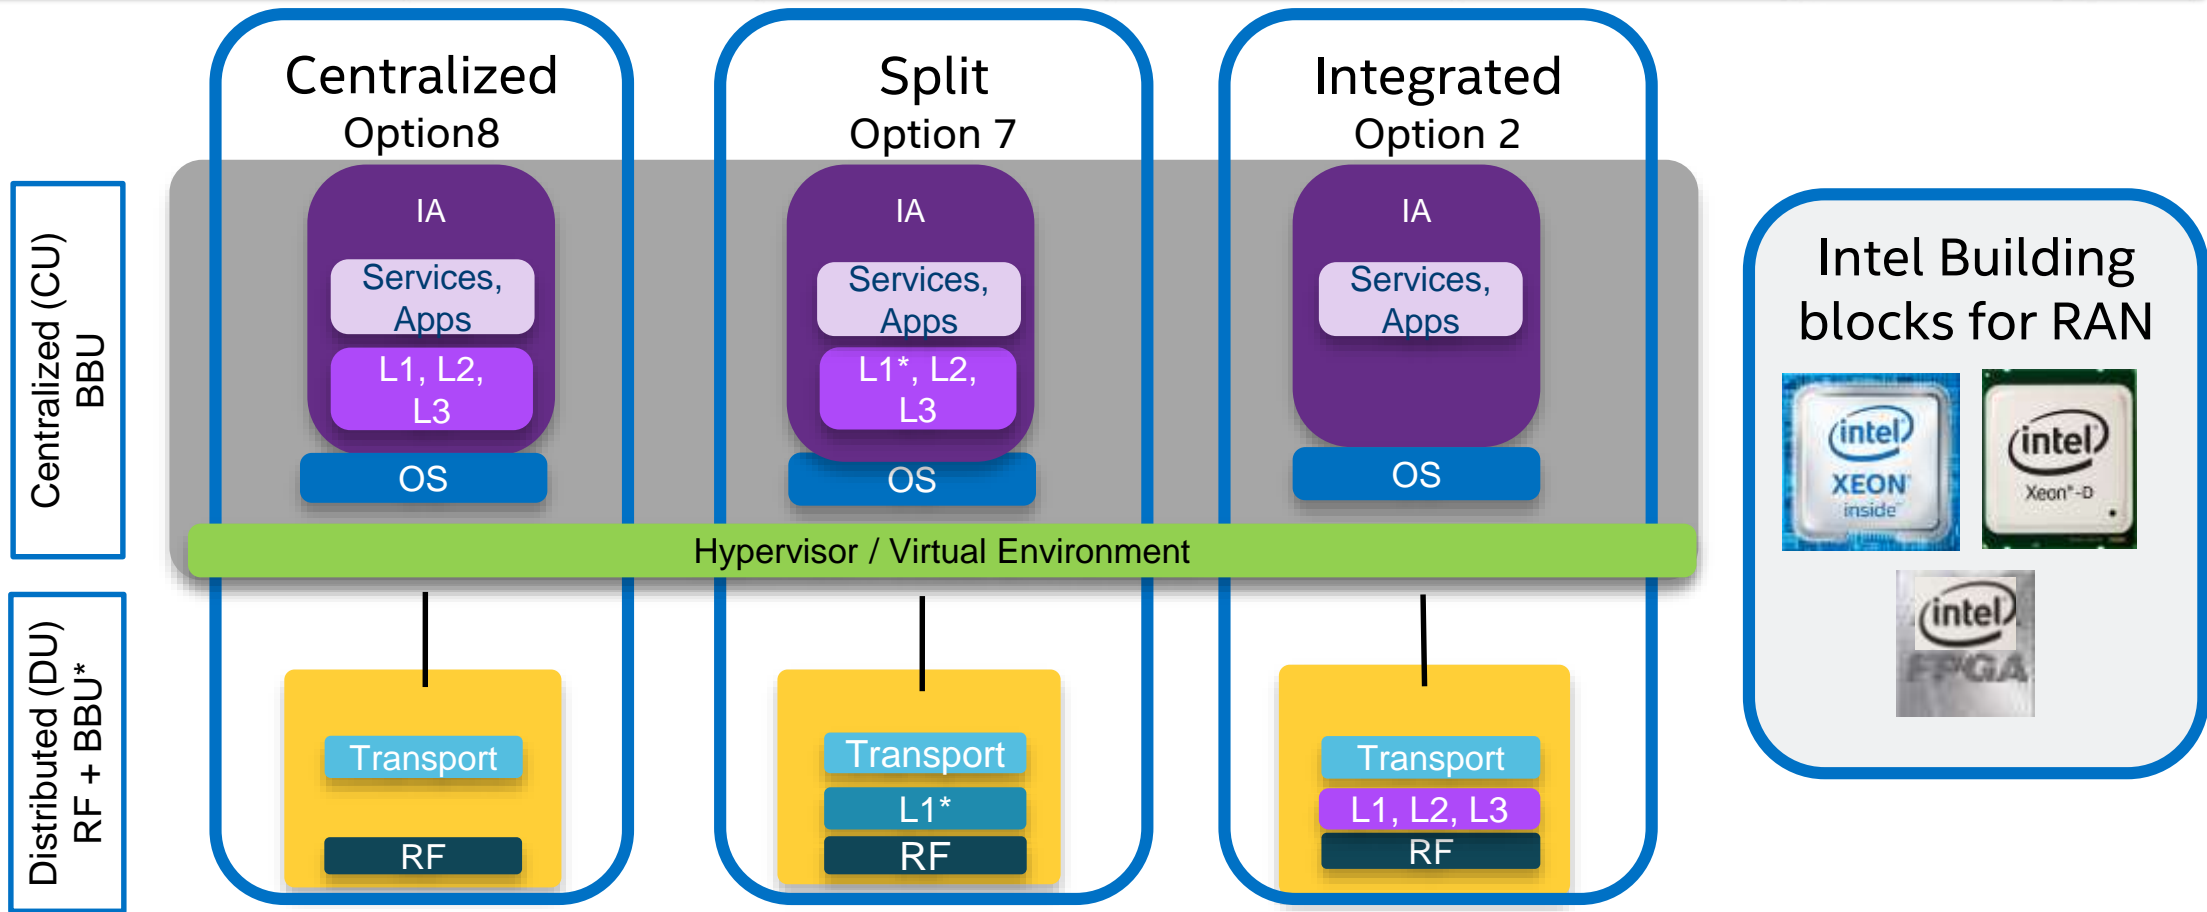 Centralized
Option8
Split
Option 7
Integrated
Option 2
Centralized (CU)
BBU
IA
Services,
Apps
L1, L2,
L3
OS
IA
Services,
Apps
L1*, L2,
L3
OS
IA
Services,
Apps
OS
Hypervisor / Virtual Environment
Distributed (DU)
RF + BBU*
Transport
RF
Transport
L1*
RF
Transport
L1, L2, L3
RF
Intel Building
blocks for RAN
intel
XEON
inside
intel
Xeon®-D
intel
FPGA